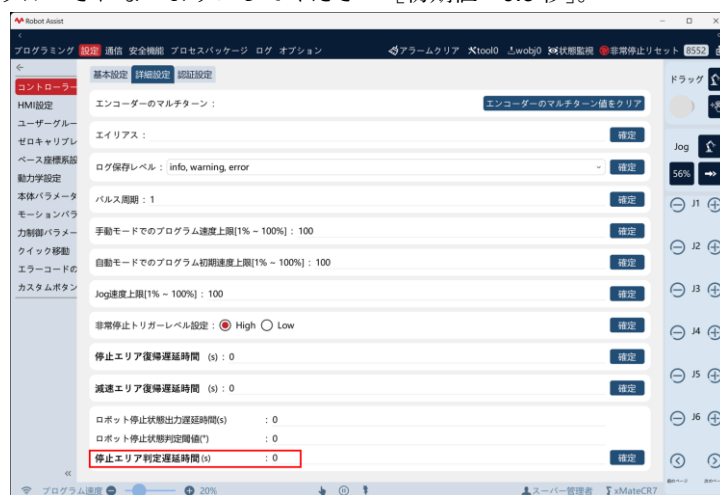 Robot Assist
プログラミング 設定 通信 安全機能 プロセスパッケージ ログ オプション アラームクリア tool0 wobj0 状態監視 非常停止リセット 8552
基本設定 詳細設定 認証設定
ドラッグ
コントローラー
HMI設定
エンコーダーのマルチターン： エンコーダーのマルチターン値をクリア
ユーザーグルー
エイリアス： 確定
ゼロキャリブレ
Jog
ベース座標系設
ログ保存レベル： info, warning, error 確定
56%
動力学設定
本体パラメータ
パルス周期：1 確定
J1
モーションパラ
力制御パラメー
手動モードでのプログラム速度上限[1% ~ 100%]：100 確定
クイック移動
J2
自動モードでのプログラム初期速度上限[1% ~ 100%]：100 確定
エラーコードの
カスタムボタン
Jog速度上限[1% ~ 100%]：100 確定
J3
非常停止トリガーレベル設定： High Low 確定
J4
停止エリア復帰遅延時間 (s)：0 確定
J5
減速エリア復帰遅延時間 (s)：0 確定
ロボット停止状態出力遅延時間(s) ：0
J6
ロボット停止状態判定閾値(°) ：0
停止エリア判定遅延時間(s) ：0 確定
プログラム速度 20% スーパー管理者 xMateCR7